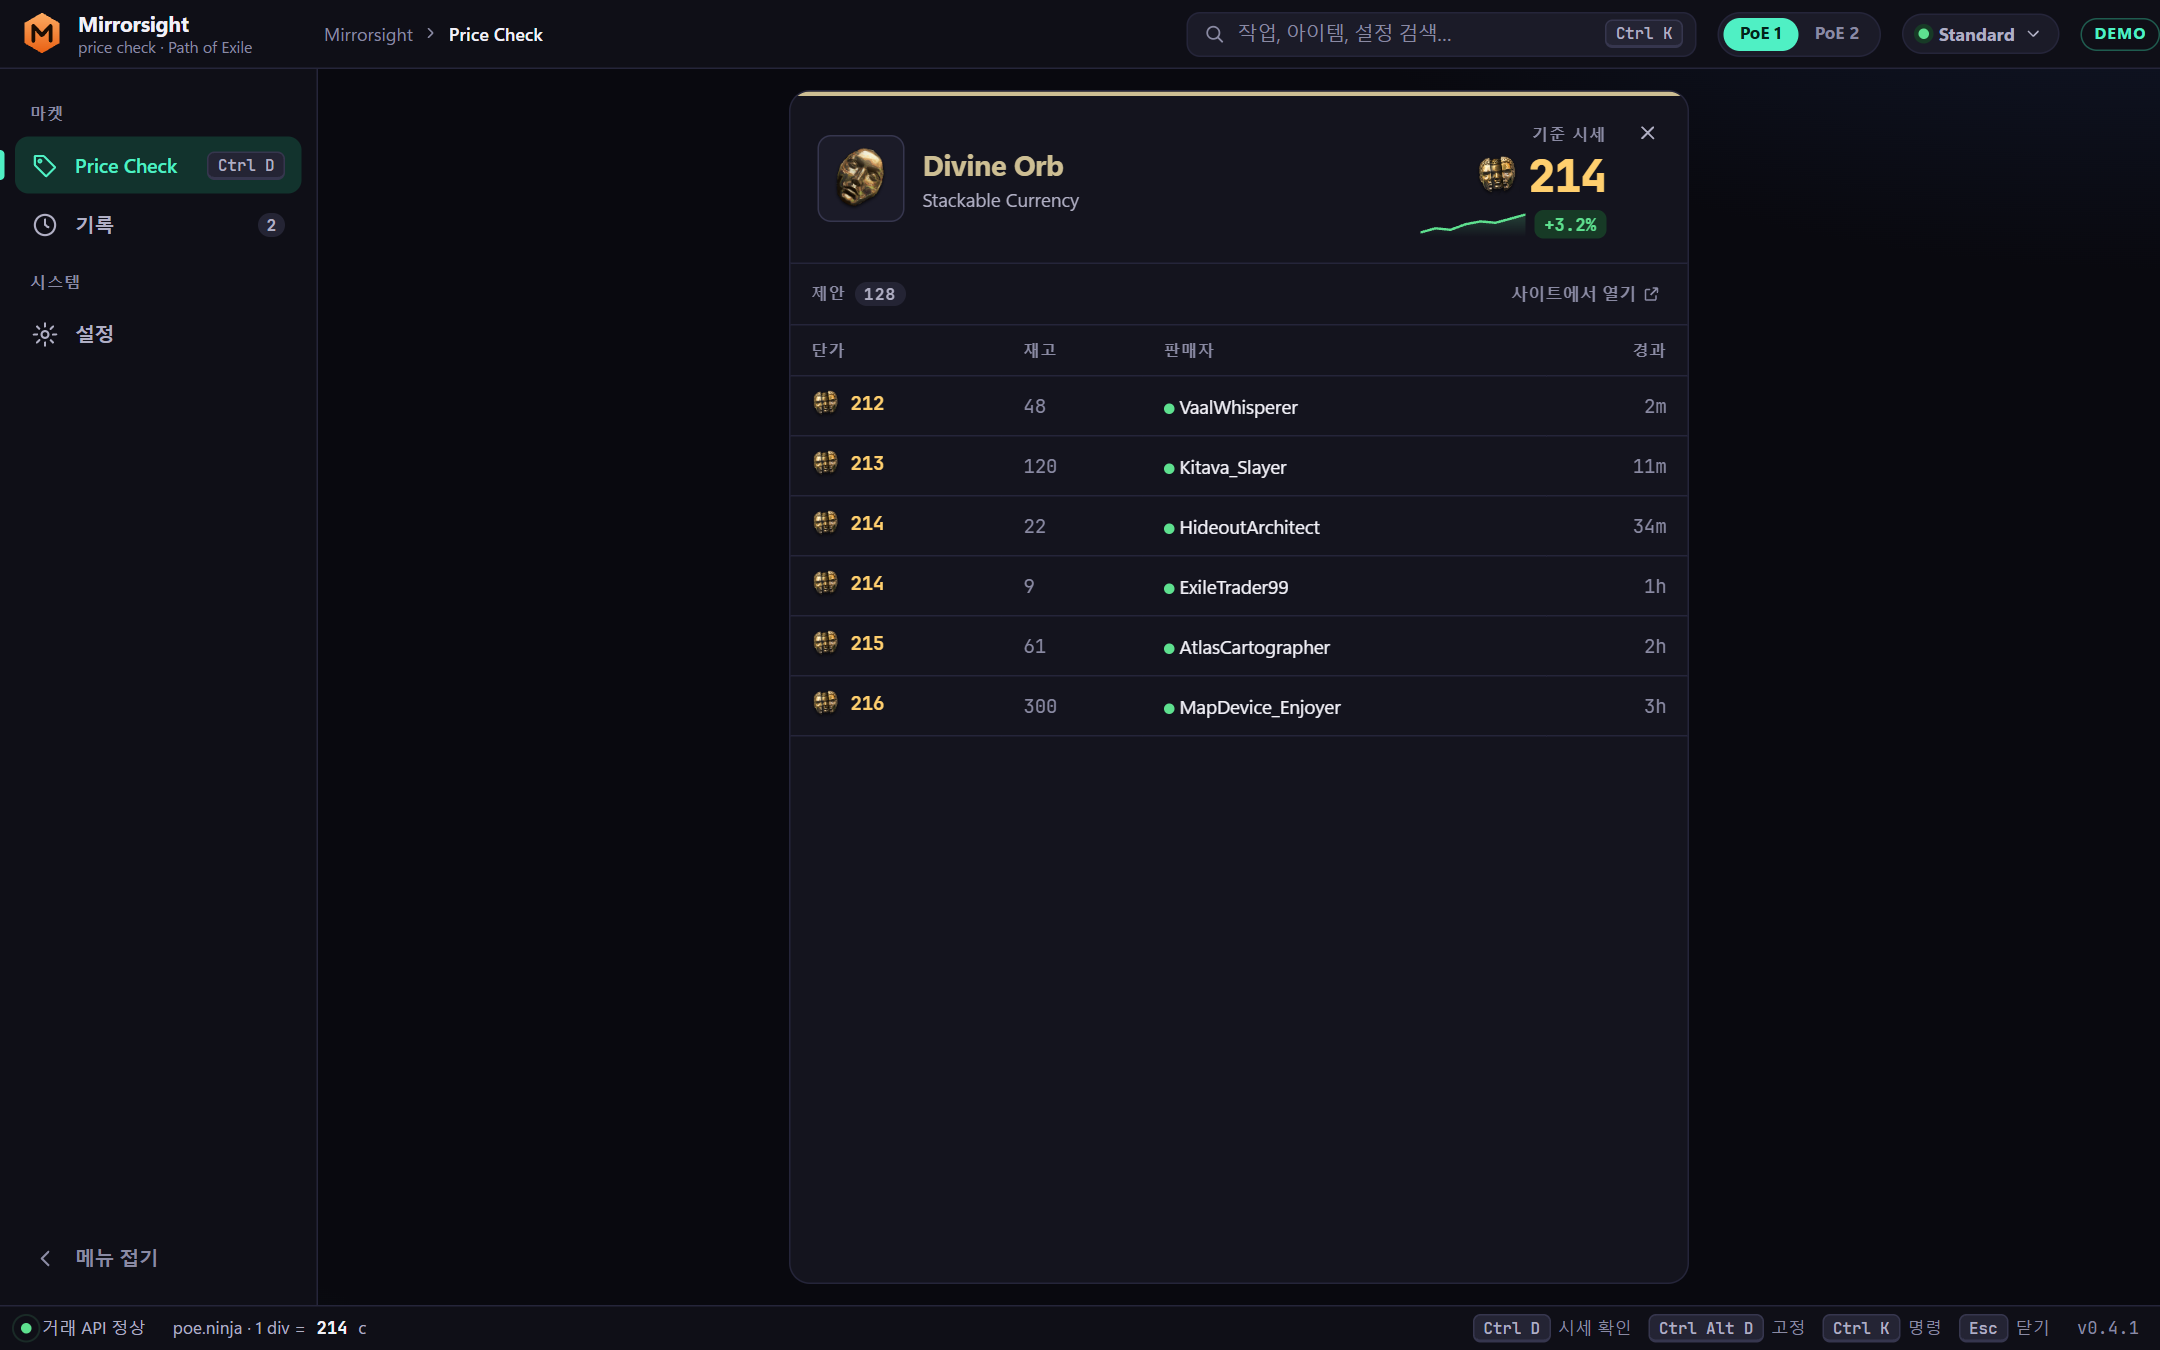 Mirrorsight
price check · Path of Exile
Mirrorsight > Price Check
작업, 아이템, 설정 검색... Ctrl K
PoE 1 PoE 2
Standard
DEMO
마켓
Price Check Ctrl D
기록 2
시스템
설정
메뉴 접기
Divine Orb
Stackable Currency
기준 시세
214
+3.2%
제안 128
사이트에서 열기
단가 재고 판매자 경과
212 48 VaalWhisperer 2m
213 120 Kitava_Slayer 11m
214 22 HideoutArchitect 34m
214 9 ExileTrader99 1h
215 61 AtlasCartographer 2h
216 300 MapDevice_Enjoyer 3h
거래 API 정상 poe.ninja · 1 div = 214 c
Ctrl D 시세 확인 Ctrl Alt D 고정 Ctrl K 명령 Esc 닫기 v0.4.1